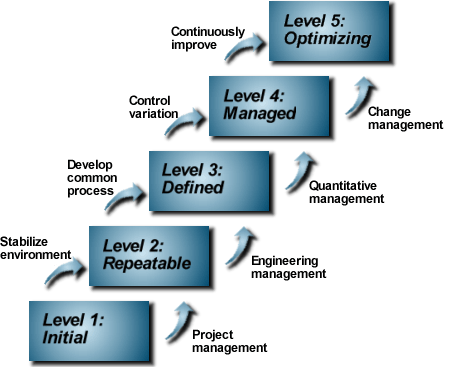 Continuously
improve
Level 5:
Optimizing
Control
variation
Level 4:
Managed
Change
management
Develop
common
process
Level 3:
Defined
Quantitative
management
Stabilize
environment
Level 2:
Repeatable
Engineering
management
Level 1:
Initial
Project
management